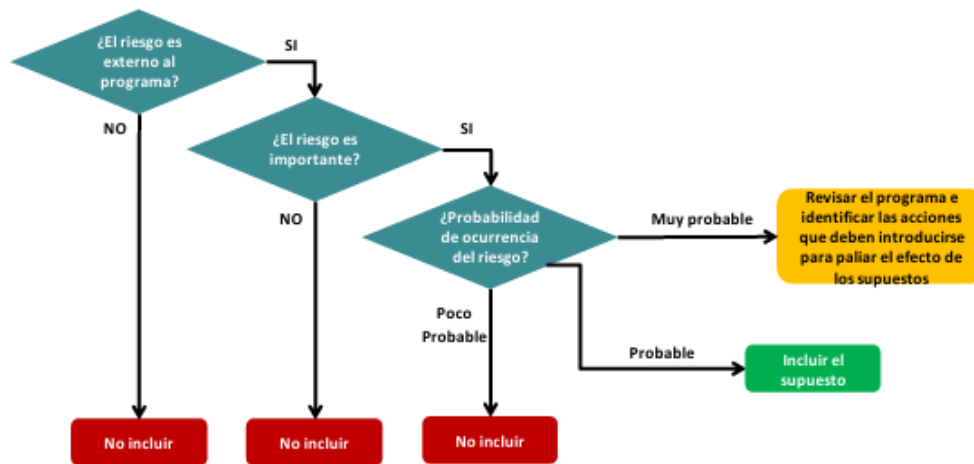 ¿El riesgo es
externo al
programa?
SI
NO
¿El riesgo es
importante?
SI
NO
¿Probabilidad
de ocurrencia
del riesgo?
Muy probable
Revisar el programa e
identificar las acciones
que deben introducirse
para paliar el efecto de
los supuestos
Poco
Probable
Probable
Incluir el
supuesto
No incluir
No incluir
No incluir